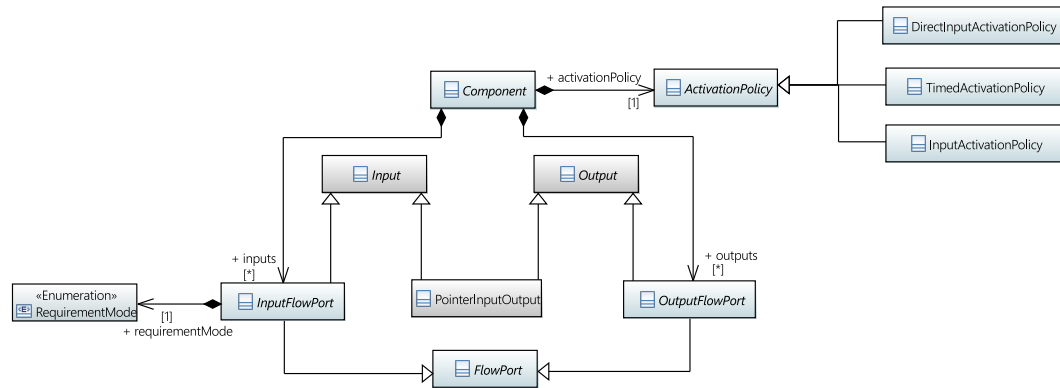 DirectInputActivationPolicy
+ activationPolicy
Component
ActivationPolicy
TimedActivationPolicy
[1]
InputActivationPolicy
Input
Output
+ inputs
[*]
+ outputs
[*]
«Enumeration»
<E> RequirementMode
InputFlowPort
PointerInputOutput
OutputFlowPort
[1]
+ requirementMode
FlowPort